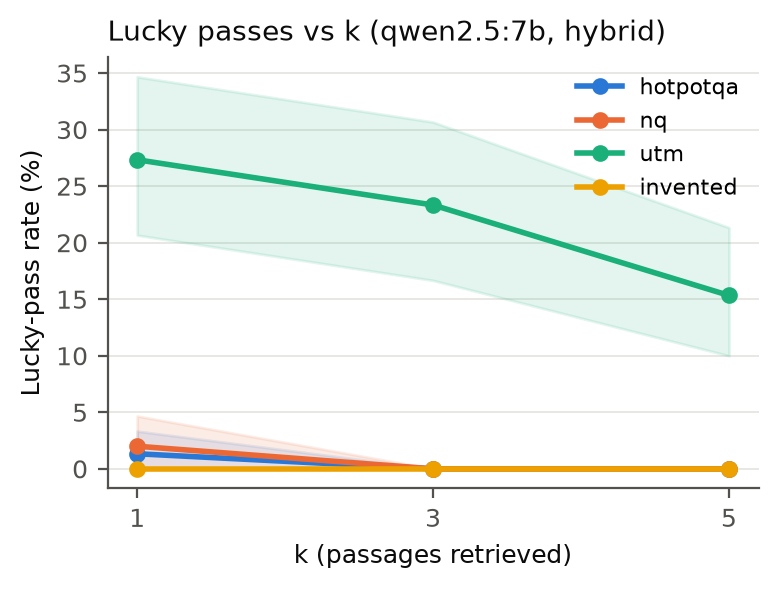 Lucky passes vs k (qwen2.5:7b, hybrid)
Lucky-pass rate (%)
35
30
25
20
15
10
5
0
hotpotqa
nq
utm
invented
1
3
5
k (passages retrieved)